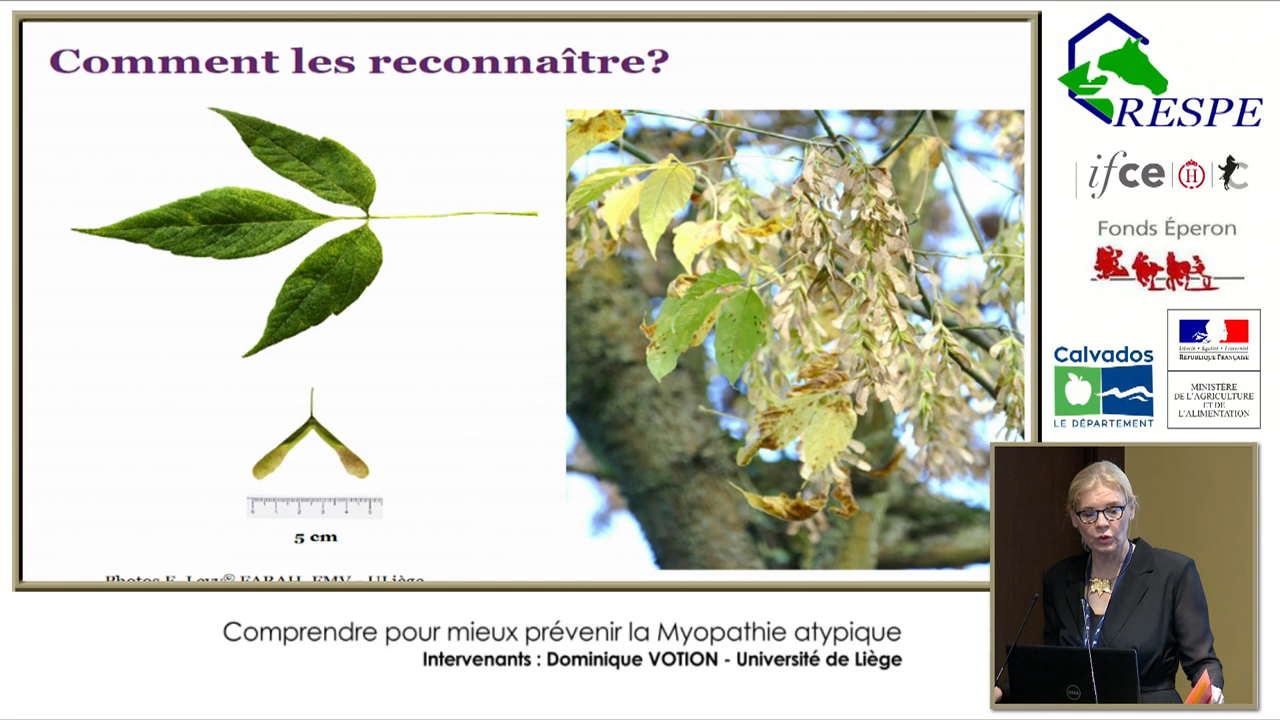 Comment les reconnaître?
5 cm
Photos E. Levy© FARAH, FMV - ULiège
RESPE
ifce
H
Fonds Éperon
Calvados
LE DÉPARTEMENT
Liberté • Égalité • Fraternité
RÉPUBLIQUE FRANÇAISE
MINISTÈRE
DE L'AGRICULTURE
ET DE
L'ALIMENTATION
DELL
Comprendre pour mieux prévenir la Myopathie atypique
Intervenants : Dominique VOTION - Université de Liège